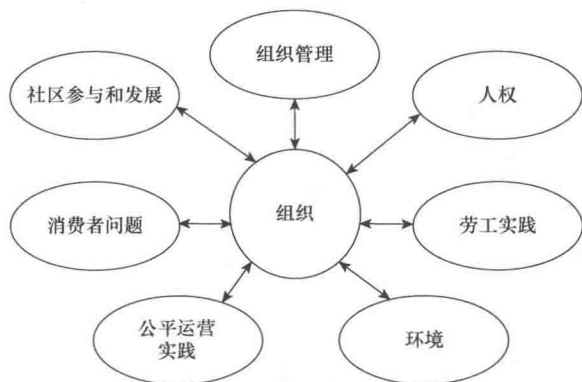 组织管理
社区参与和发展
人权
组织
消费者问题
劳工实践
公平运营
实践
环境